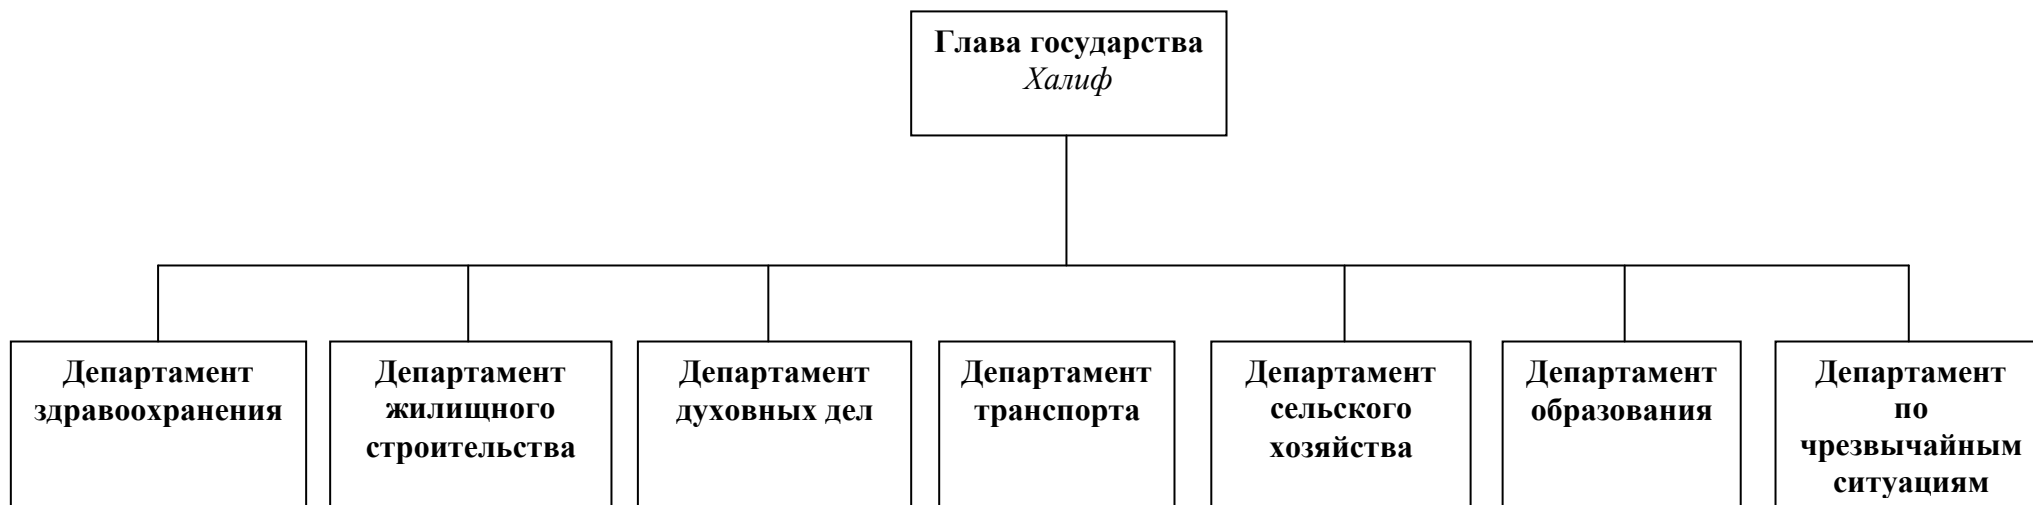 Глава государства
Халиф
Департамент
здравоохранения
Департамент
жилищного
строительства
Департамент
духовных дел
Департамент
транспорта
Департамент
сельского
хозяйства
Департамент
образования
Департамент
по
чрезвычайным
ситуациям